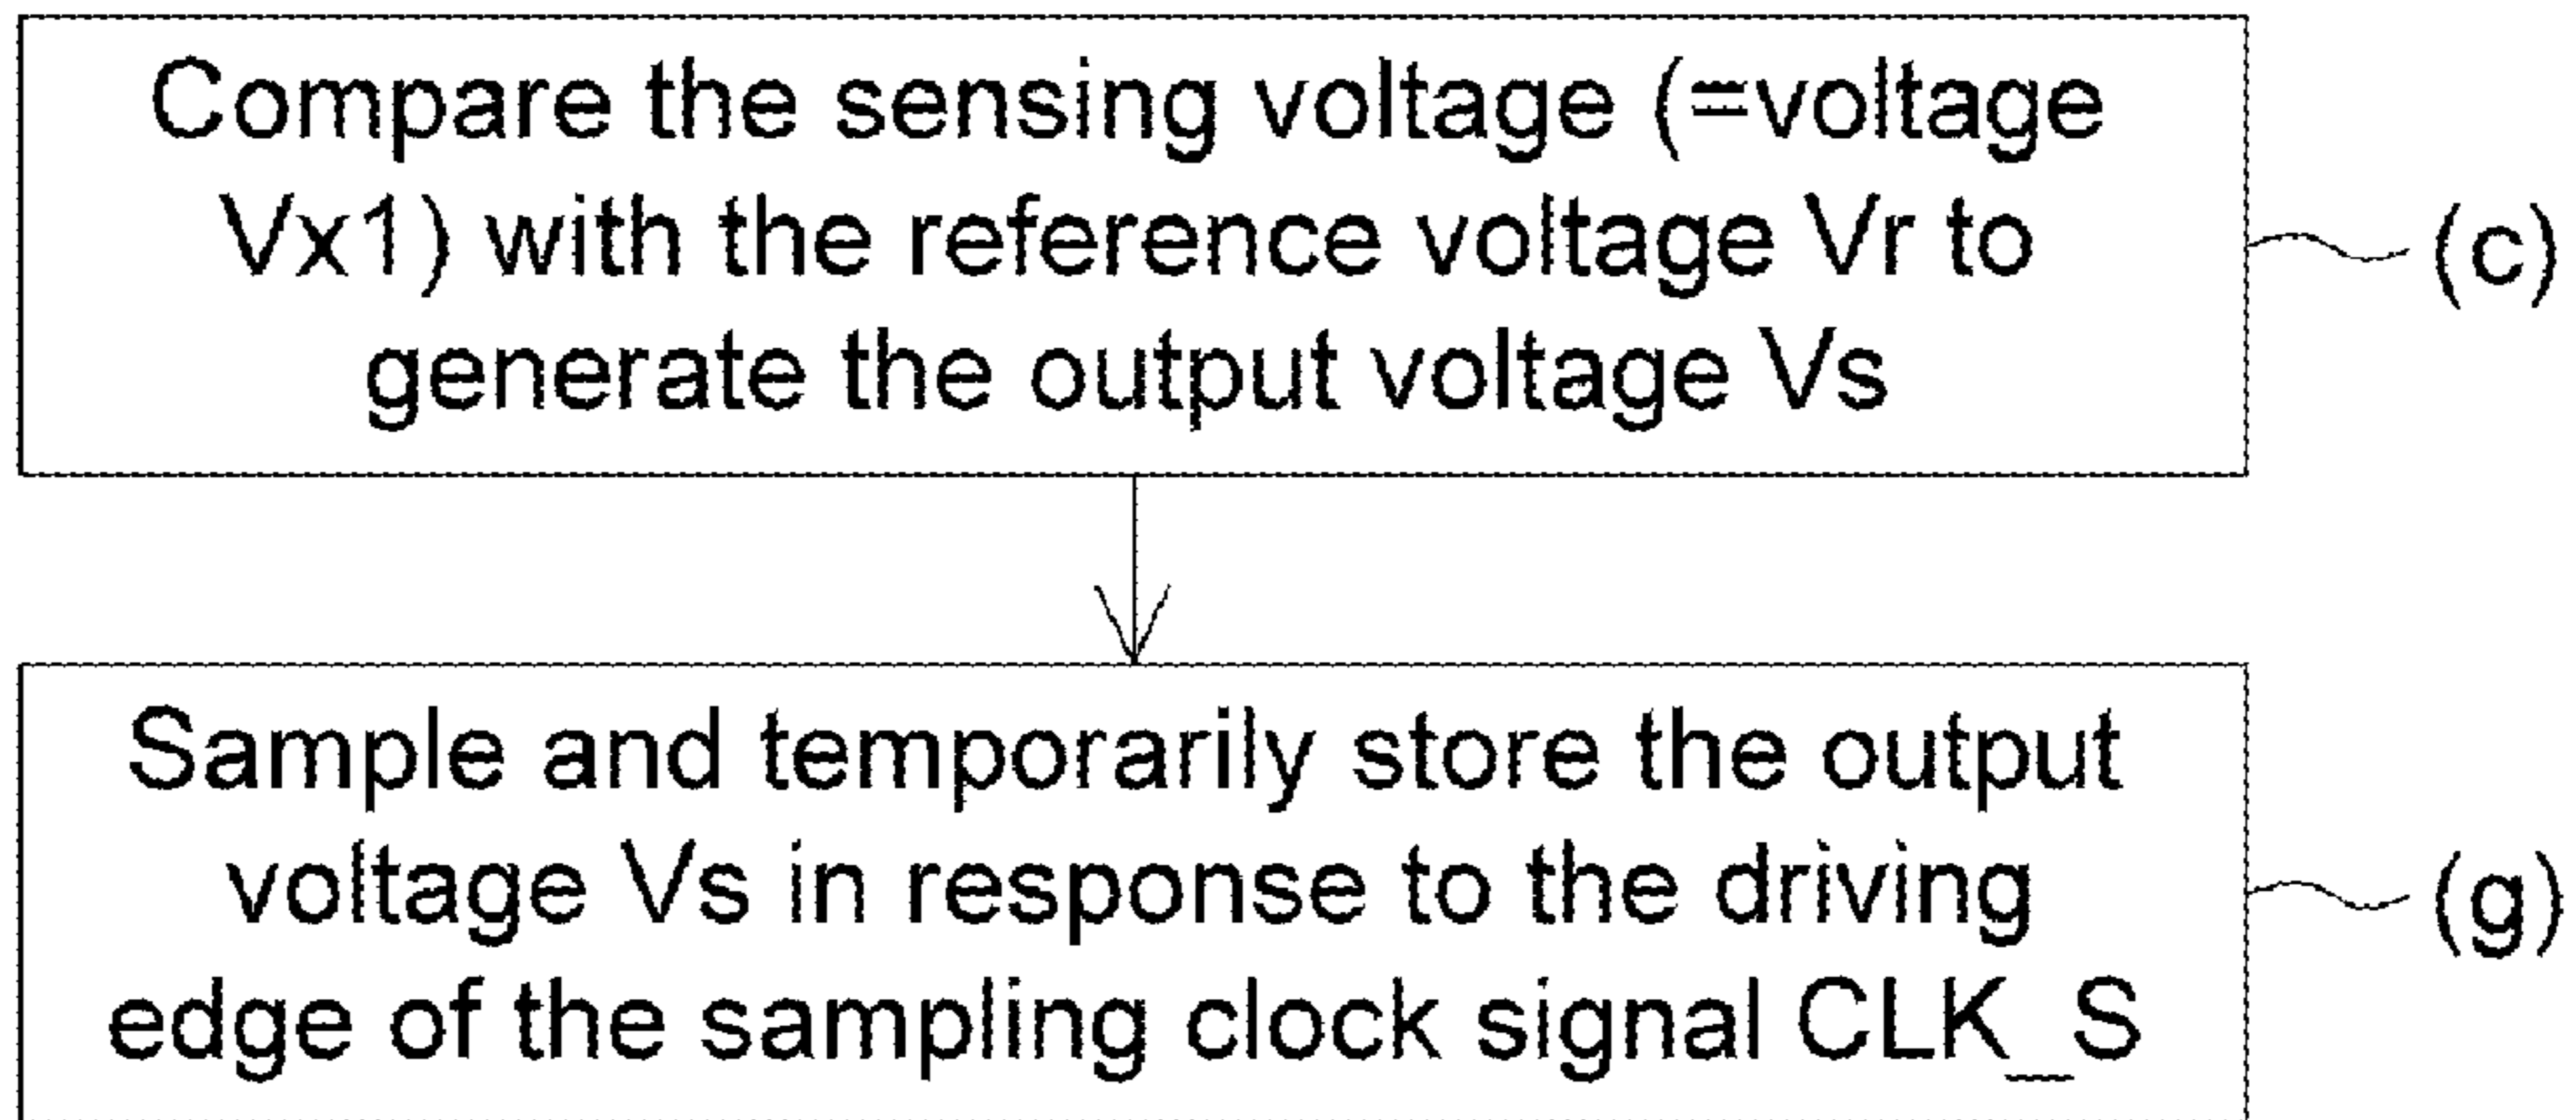 Compare the sensing voltage (=voltage
Vx1) with the reference voltage Vr to
generate the output voltage Vs
(c)
Sample and temporarily store the output
voltage Vs in response to the driving
edge of the sampling clock signal CLK_S
(g)